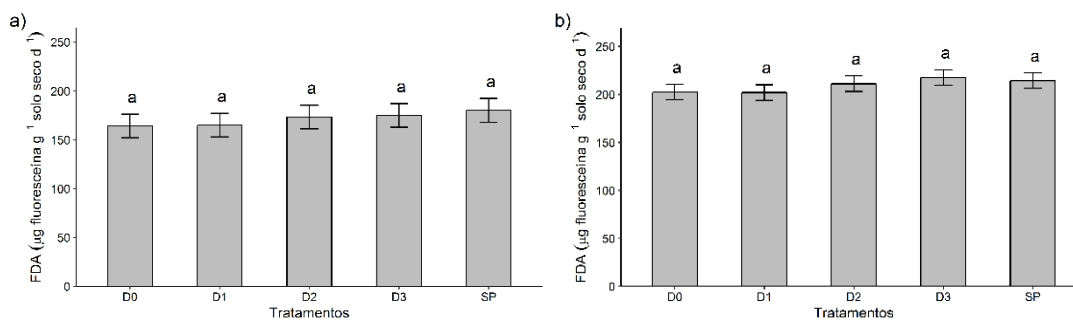 a)
FDA (µg fluoresceína g⁻¹ solo seco d⁻¹)
250
200
150
100
50
0
a a a a a
D0 D1 D2 D3 SP
Tratamentos
b)
FDA (µg fluoresceína g⁻¹ solo seco d⁻¹)
250
200
150
100
50
0
a a a a a
D0 D1 D2 D3 SP
Tratamentos